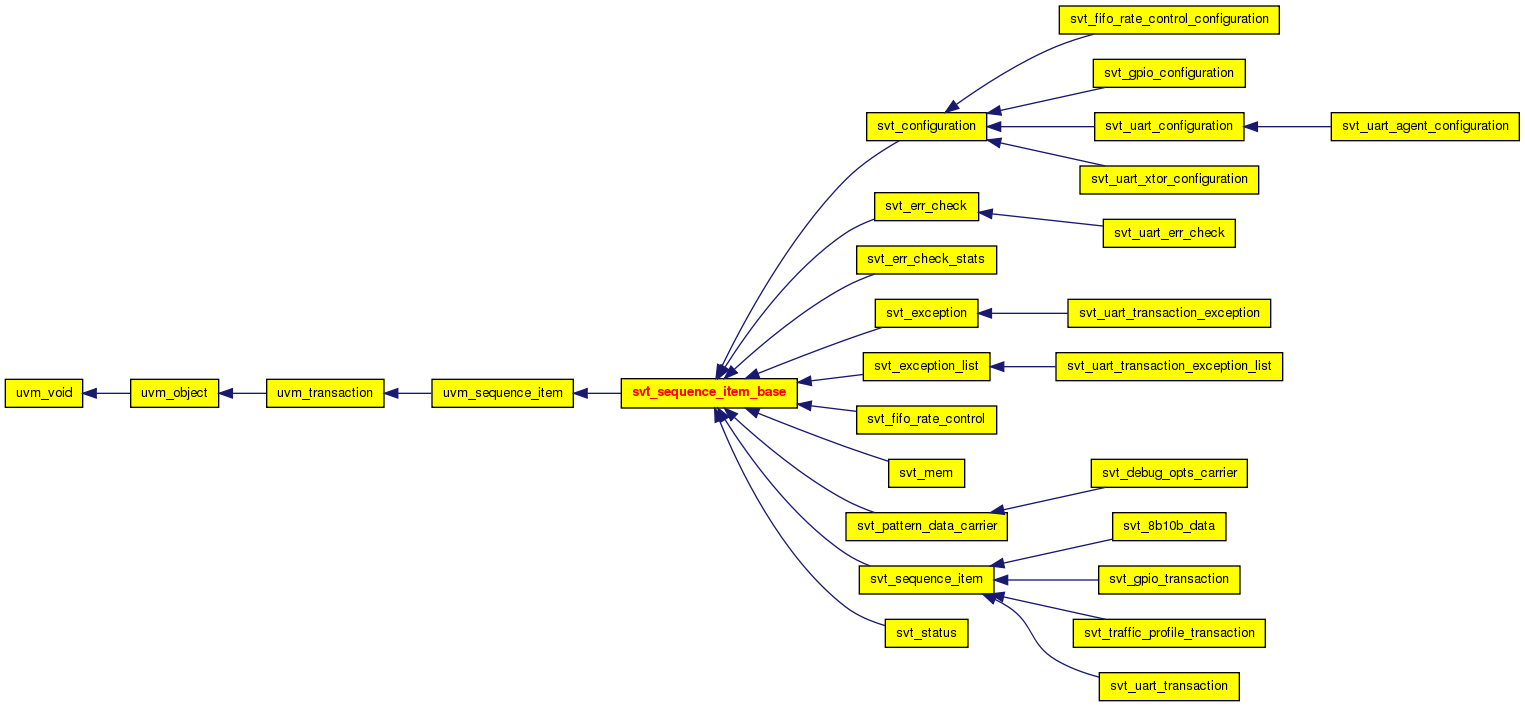 svt_fifo_rate_control_configuration
svt_gpio_configuration
svt_configuration
svt_uart_configuration
svt_uart_agent_configuration
svt_uart_xtor_configuration
svt_err_check
svt_uart_err_check
svt_err_check_stats
svt_exception
svt_uart_transaction_exception
svt_exception_list
svt_uart_transaction_exception_list
uvm_void
uvm_object
uvm_transaction
uvm_sequence_item
svt_sequence_item_base
svt_fifo_rate_control
svt_mem
svt_debug_opts_carrier
svt_pattern_data_carrier
svt_8b10b_data
svt_sequence_item
svt_gpio_transaction
svt_status
svt_traffic_profile_transaction
svt_uart_transaction